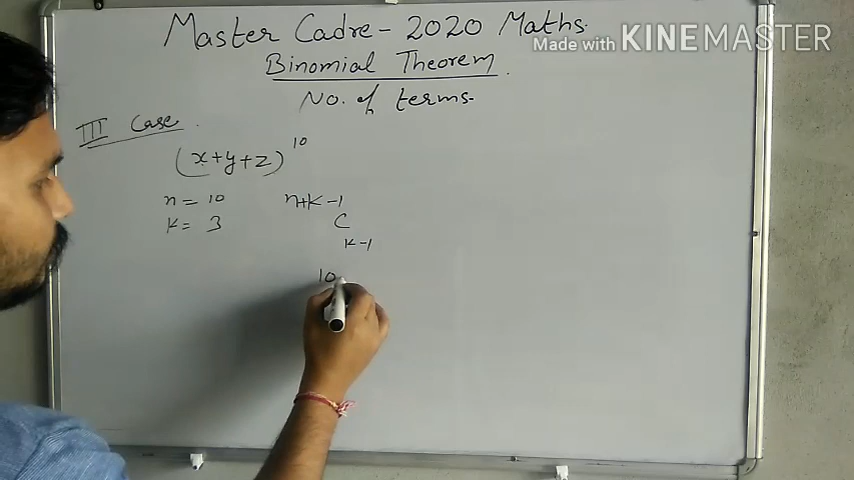 Master Cadre - 2020 Maths.
Made with KINEMASTER
Binomial Theorem.
No. of terms.
III Case.
(x+y+z)^10
n = 10
n+k-1
k = 3
C
k-1
10